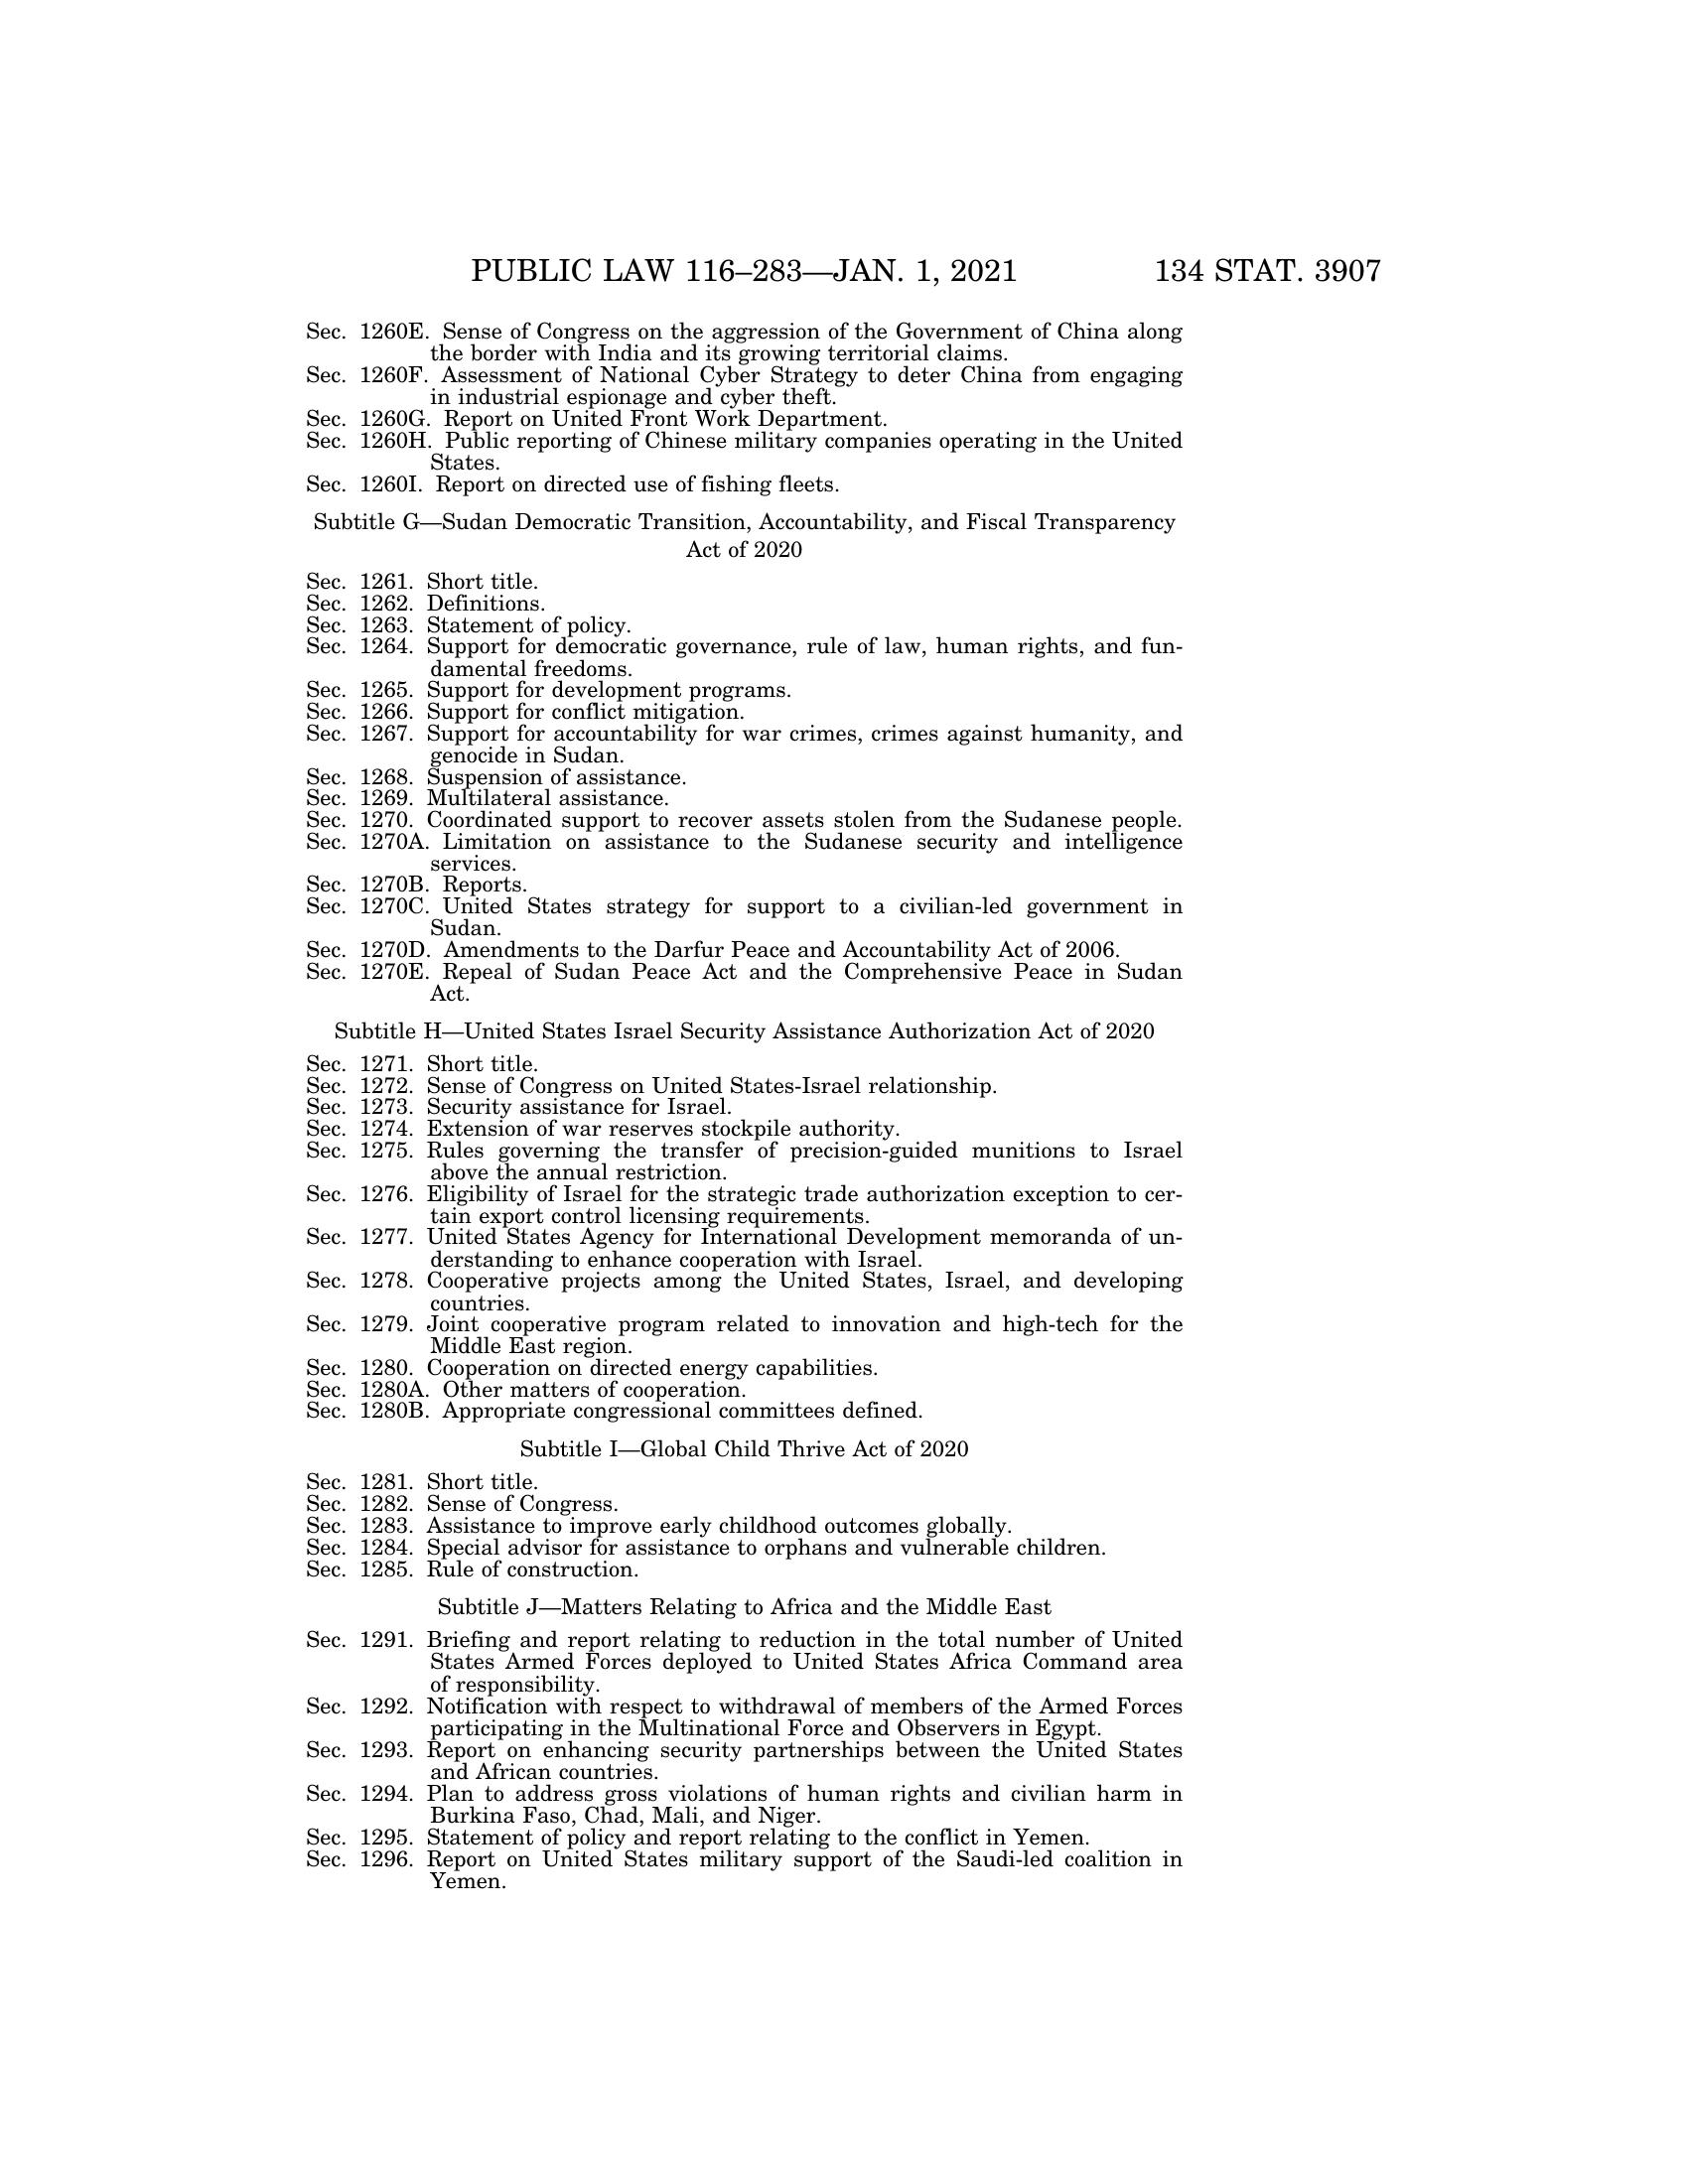 PUBLIC LAW 116–283—JAN. 1, 2021 134 STAT. 3907
Sec. 1260E. Sense of Congress on the aggression of the Government of China along
the border with India and its growing territorial claims.
Sec. 1260F. Assessment of National Cyber Strategy to deter China from engaging
in industrial espionage and cyber theft.
Sec. 1260G. Report on United Front Work Department.
Sec. 1260H. Public reporting of Chinese military companies operating in the United
States.
Sec. 1260I. Report on directed use of fishing fleets.
Subtitle G—Sudan Democratic Transition, Accountability, and Fiscal Transparency
Act of 2020
Sec. 1261. Short title.
Sec. 1262. Definitions.
Sec. 1263. Statement of policy.
Sec. 1264. Support for democratic governance, rule of law, human rights, and fun-
damental freedoms.
Sec. 1265. Support for development programs.
Sec. 1266. Support for conflict mitigation.
Sec. 1267. Support for accountability for war crimes, crimes against humanity, and
genocide in Sudan.
Sec. 1268. Suspension of assistance.
Sec. 1269. Multilateral assistance.
Sec. 1270. Coordinated support to recover assets stolen from the Sudanese people.
Sec. 1270A. Limitation on assistance to the Sudanese security and intelligence
services.
Sec. 1270B. Reports.
Sec. 1270C. United States strategy for support to a civilian-led government in
Sudan.
Sec. 1270D. Amendments to the Darfur Peace and Accountability Act of 2006.
Sec. 1270E. Repeal of Sudan Peace Act and the Comprehensive Peace in Sudan
Act.
Subtitle H—United States Israel Security Assistance Authorization Act of 2020
Sec. 1271. Short title.
Sec. 1272. Sense of Congress on United States-Israel relationship.
Sec. 1273. Security assistance for Israel.
Sec. 1274. Extension of war reserves stockpile authority.
Sec. 1275. Rules governing the transfer of precision-guided munitions to Israel
above the annual restriction.
Sec. 1276. Eligibility of Israel for the strategic trade authorization exception to cer-
tain export control licensing requirements.
Sec. 1277. United States Agency for International Development memoranda of un-
derstanding to enhance cooperation with Israel.
Sec. 1278. Cooperative projects among the United States, Israel, and developing
countries.
Sec. 1279. Joint cooperative program related to innovation and high-tech for the
Middle East region.
Sec. 1280. Cooperation on directed energy capabilities.
Sec. 1280A. Other matters of cooperation.
Sec. 1280B. Appropriate congressional committees defined.
Subtitle I—Global Child Thrive Act of 2020
Sec. 1281. Short title.
Sec. 1282. Sense of Congress.
Sec. 1283. Assistance to improve early childhood outcomes globally.
Sec. 1284. Special advisor for assistance to orphans and vulnerable children.
Sec. 1285. Rule of construction.
Subtitle J—Matters Relating to Africa and the Middle East
Sec. 1291. Briefing and report relating to reduction in the total number of United
States Armed Forces deployed to United States Africa Command area
of responsibility.
Sec. 1292. Notification with respect to withdrawal of members of the Armed Forces
participating in the Multinational Force and Observers in Egypt.
Sec. 1293. Report on enhancing security partnerships between the United States
and African countries.
Sec. 1294. Plan to address gross violations of human rights and civilian harm in
Burkina Faso, Chad, Mali, and Niger.
Sec. 1295. Statement of policy and report relating to the conflict in Yemen.
Sec. 1296. Report on United States military support of the Saudi-led coalition in
Yemen.